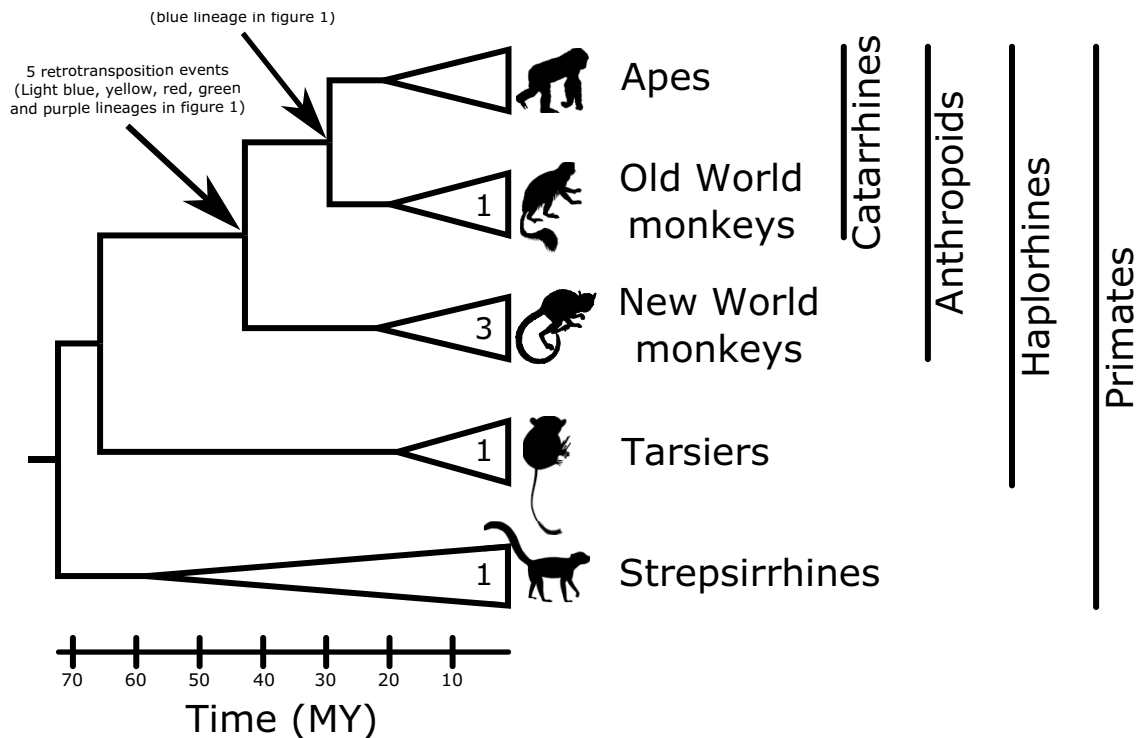 (blue lineage in figure 1)
5 retrotransposition events
(Light blue, yellow, red, green
and purple lineages in figure 1)
Apes
1
Old World
monkeys
3
New World
monkeys
1
Tarsiers
1
Strepsirrhines
Catarrhines
Anthropoids
Haplorhines
Primates
70
60
50
40
30
20
10
Time (MY)